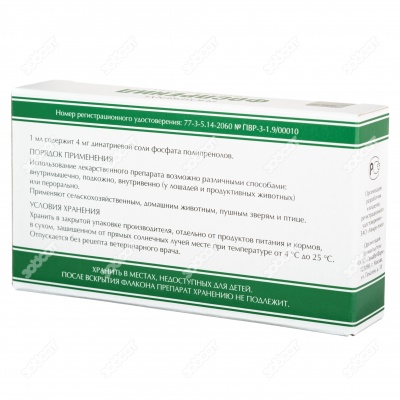 ФОСПРЕНИЛ
Номер регистрационного удостоверения: 77-3-5.14-2060 № ПВР-3-1.9/00010
1 мл содержит 4 мг динатриевой соли фосфата полипренолов.
ПОРЯДОК ПРИМЕНЕНИЯ
Использование лекарственного препарата возможно различными способами:
внутримышечно, подкожно, внутривенно (у лошадей и продуктивных животных)
или перорально.
Применяют сельскохозяйственным, домашним животным, пушным зверям и птице.
УСЛОВИЯ ХРАНЕНИЯ
Хранить в закрытой упаковке производителя, отдельно от продуктов питания и кормов,
в сухом, защищенном от прямых солнечных лучей месте при температуре от 4 °С до 25 °С.
Отпускается без рецепта ветеринарного врача.
ХРАНИТЬ В МЕСТАХ, НЕДОСТУПНЫХ ДЛЯ ДЕТЕЙ.
ПОСЛЕ ВСКРЫТИЯ ФЛАКОНА ПРЕПАРАТ ХРАНЕНИЮ НЕ ПОДЛЕЖИТ.